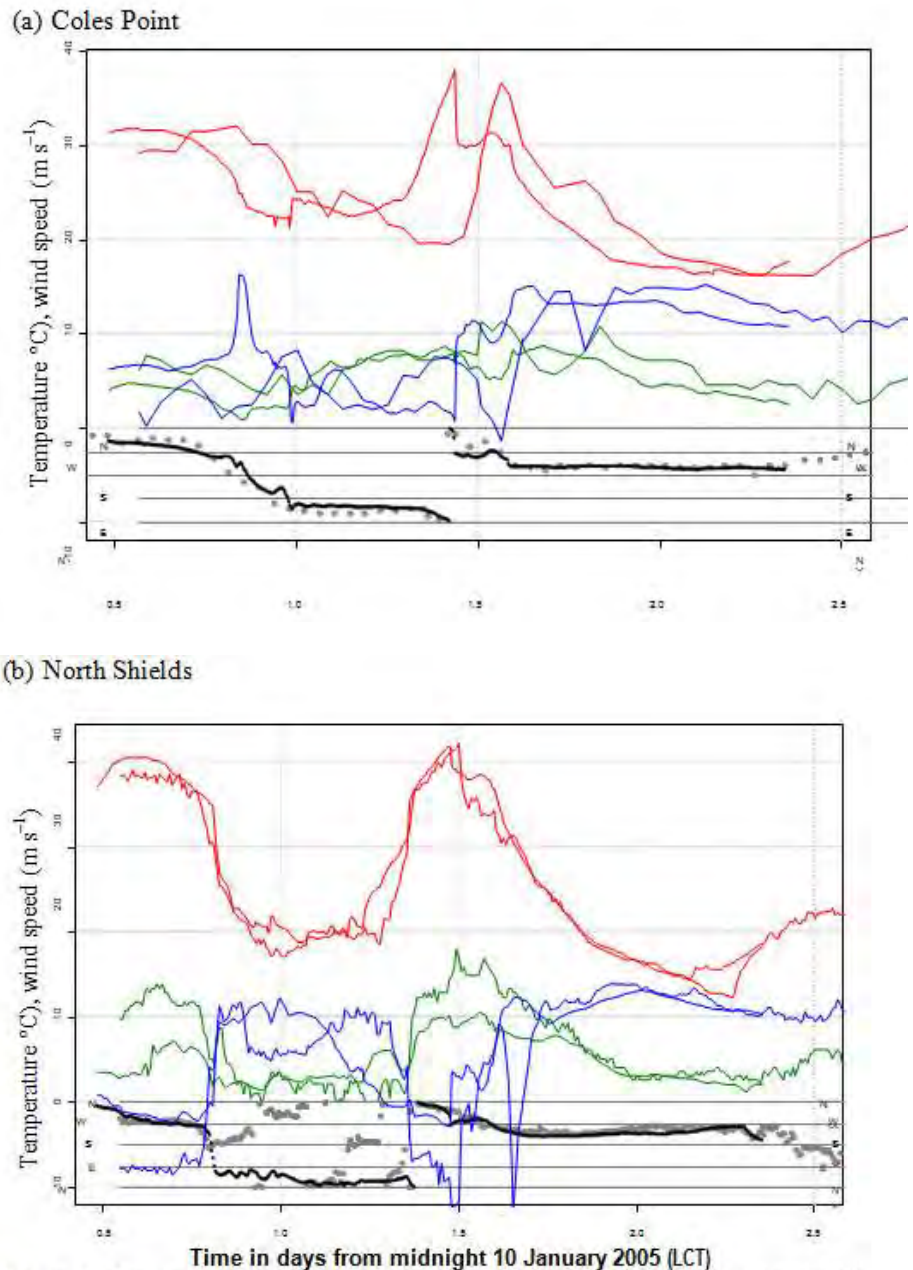 (a) Coles Point
Temperature °C), wind speed (m s⁻¹)
40
30
20
10
0
N
W
S
S
10
N
N
W
S
S
0.5 1.0 1.5 2.0 2.5
(b) North Shields
Temperature °C), wind speed (m s⁻¹)
40
30
20
10
0
10
N
W
S
E
N
N
W
S
N
0.5 1.0 1.5 2.0 2.5
Time in days from midnight 10 January 2005 (LCT)